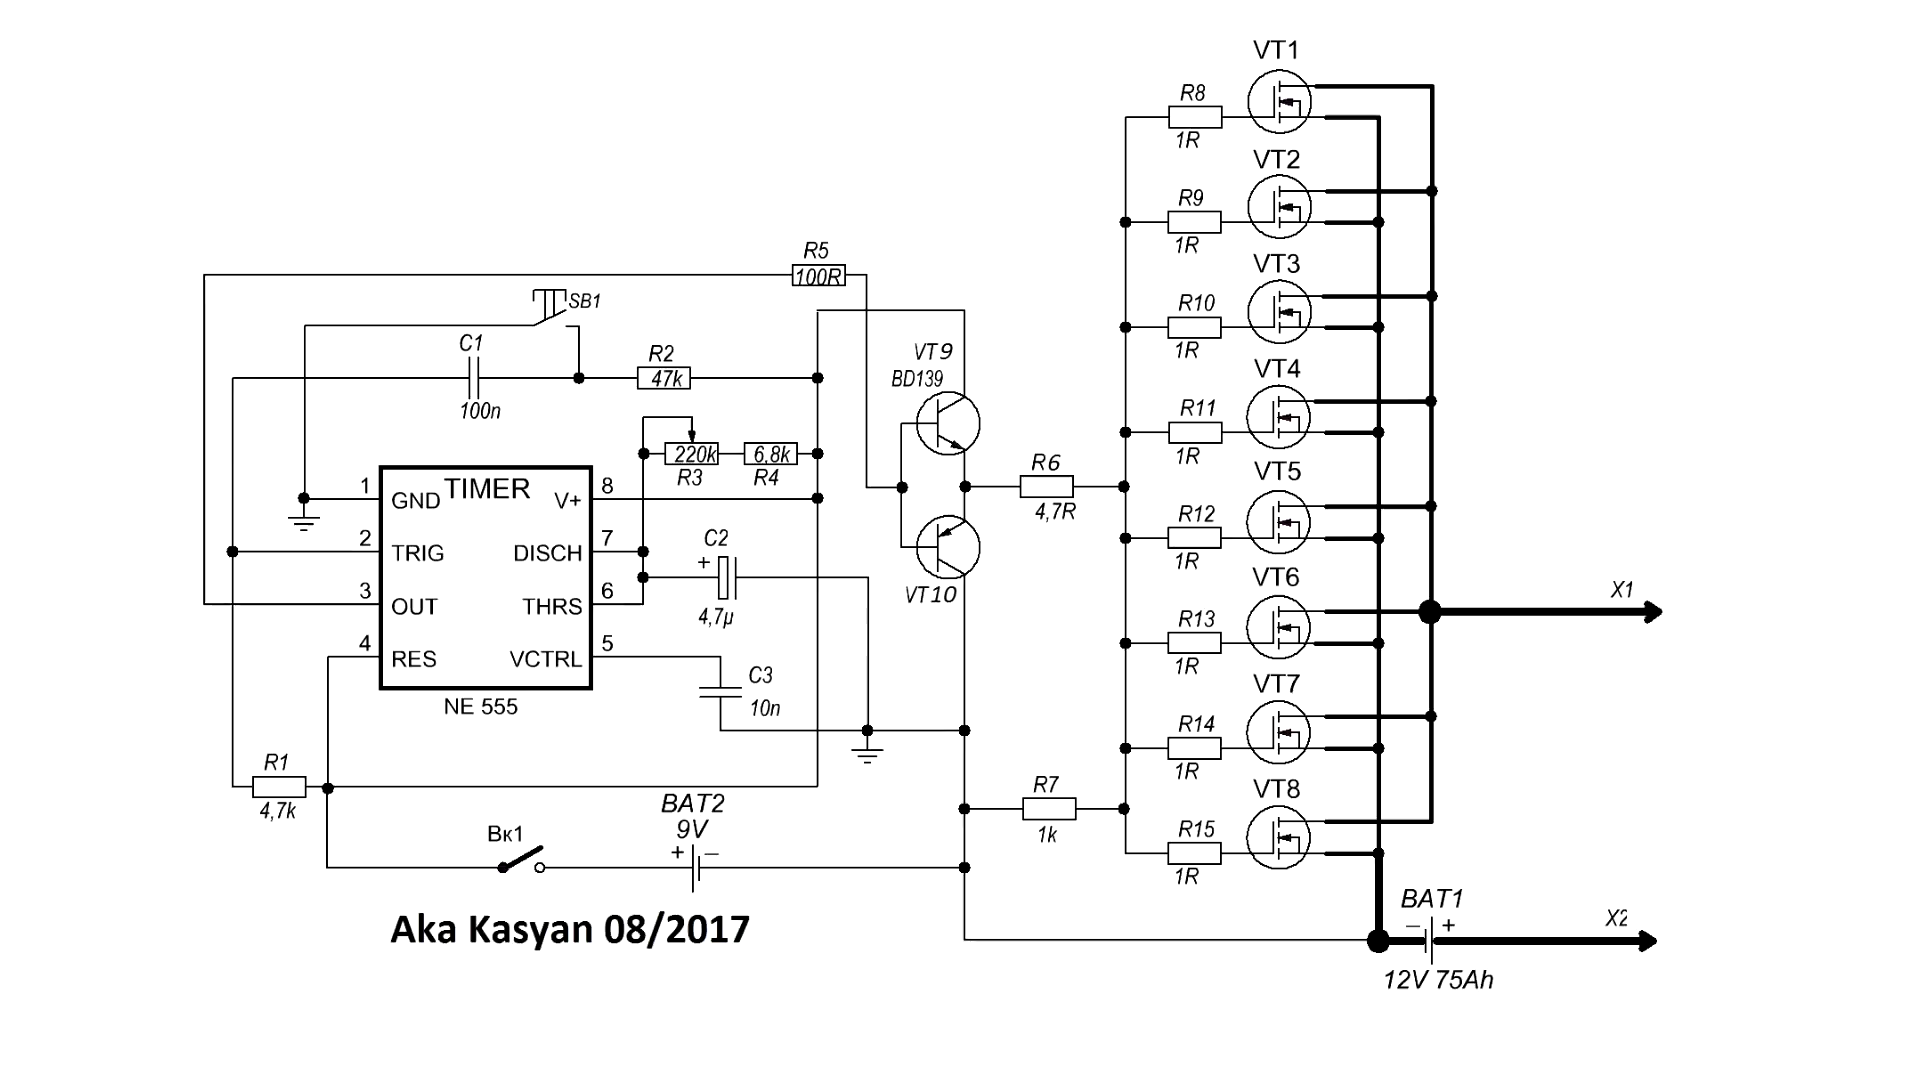 VT1
R8
1R
VT2
R9
1R
VT3
R10
1R
VT4
R11
1R
VT5
R12
1R
VT6
R13
1R
VT7
R14
1R
VT8
R15
1R
R5
100R
SB1
C1
100n
R2
47k
VT9
BD139
220k
R3
6,8k
R4
R6
4,7R
TIMER
1 GND
V+ 8
2 TRIG
DISCH 7
3 OUT
THRS 6
4 RES
VCTRL 5
NE 555
C2
+
4,7µ
VT10
C3
10n
X1
R1
4,7k
R7
1k
BAT2
9V
+ –
Вк1
BAT1
– +
12V 75Ah
X2
Aka Kasyan 08/2017